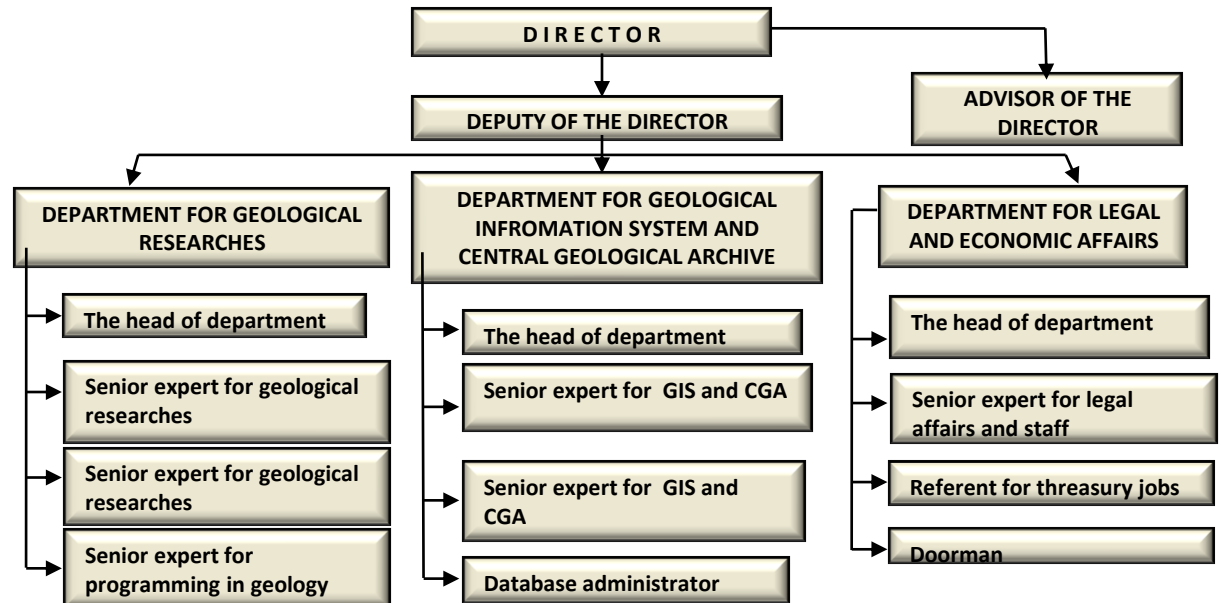 D I R E C T O R
ADVISOR OF THE
DIRECTOR
DEPUTY OF THE DIRECTOR
DEPARTMENT FOR GEOLOGICAL
RESEARCHES
The head of department
Senior expert for geological
researches
Senior expert for geological
researches
Senior expert for
programming in geology
DEPARTMENT FOR GEOLOGICAL
INFROMATION SYSTEM AND
CENTRAL GEOLOGICAL ARCHIVE
The head of department
Senior expert for GIS and CGA
Senior expert for GIS and
CGA
Database administrator
DEPARTMENT FOR LEGAL
AND ECONOMIC AFFAIRS
The head of department
Senior expert for legal
affairs and staff
Referent for threasury jobs
Doorman